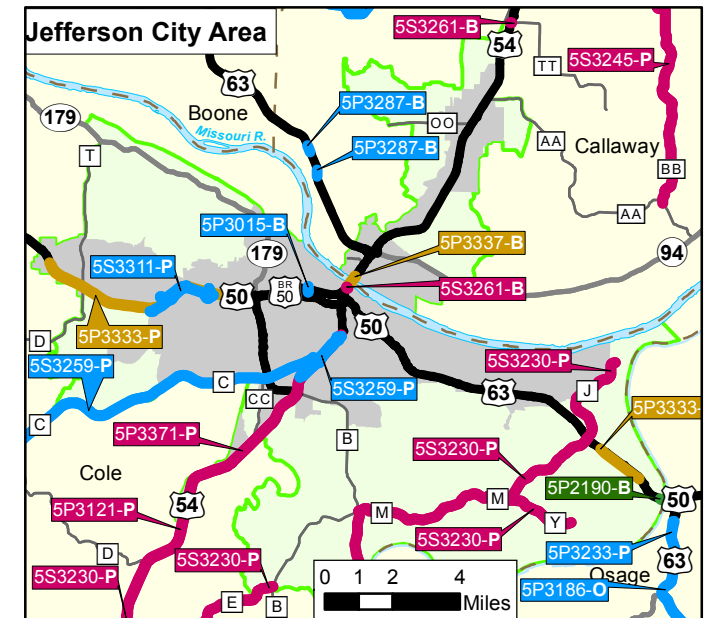 Jefferson City Area
5S3261-B
54
TT
5S3245-P
63
179
Boone
Missouri R.
5P3287-B
OO
5P3287-B
AA
Callaway
T
BB
AA
5P3015-B
179
5P3337-B
94
5S3311-P
5S3261-B
50
BR
50
50
5P3333-P
D
5S3259-P
5S3230-P
C
5S3259-P
63
J
CC
5P3333-
C
5P3371-P
B
5S3230-P
Cole
5P2190-B
50
54
M
M
5P3121-P
Y
D
5S3230-P
5P3233-P
5S3230-P
5S3230-P
63
Osage
5P3186-O
0 1 2 4
Miles
E
B